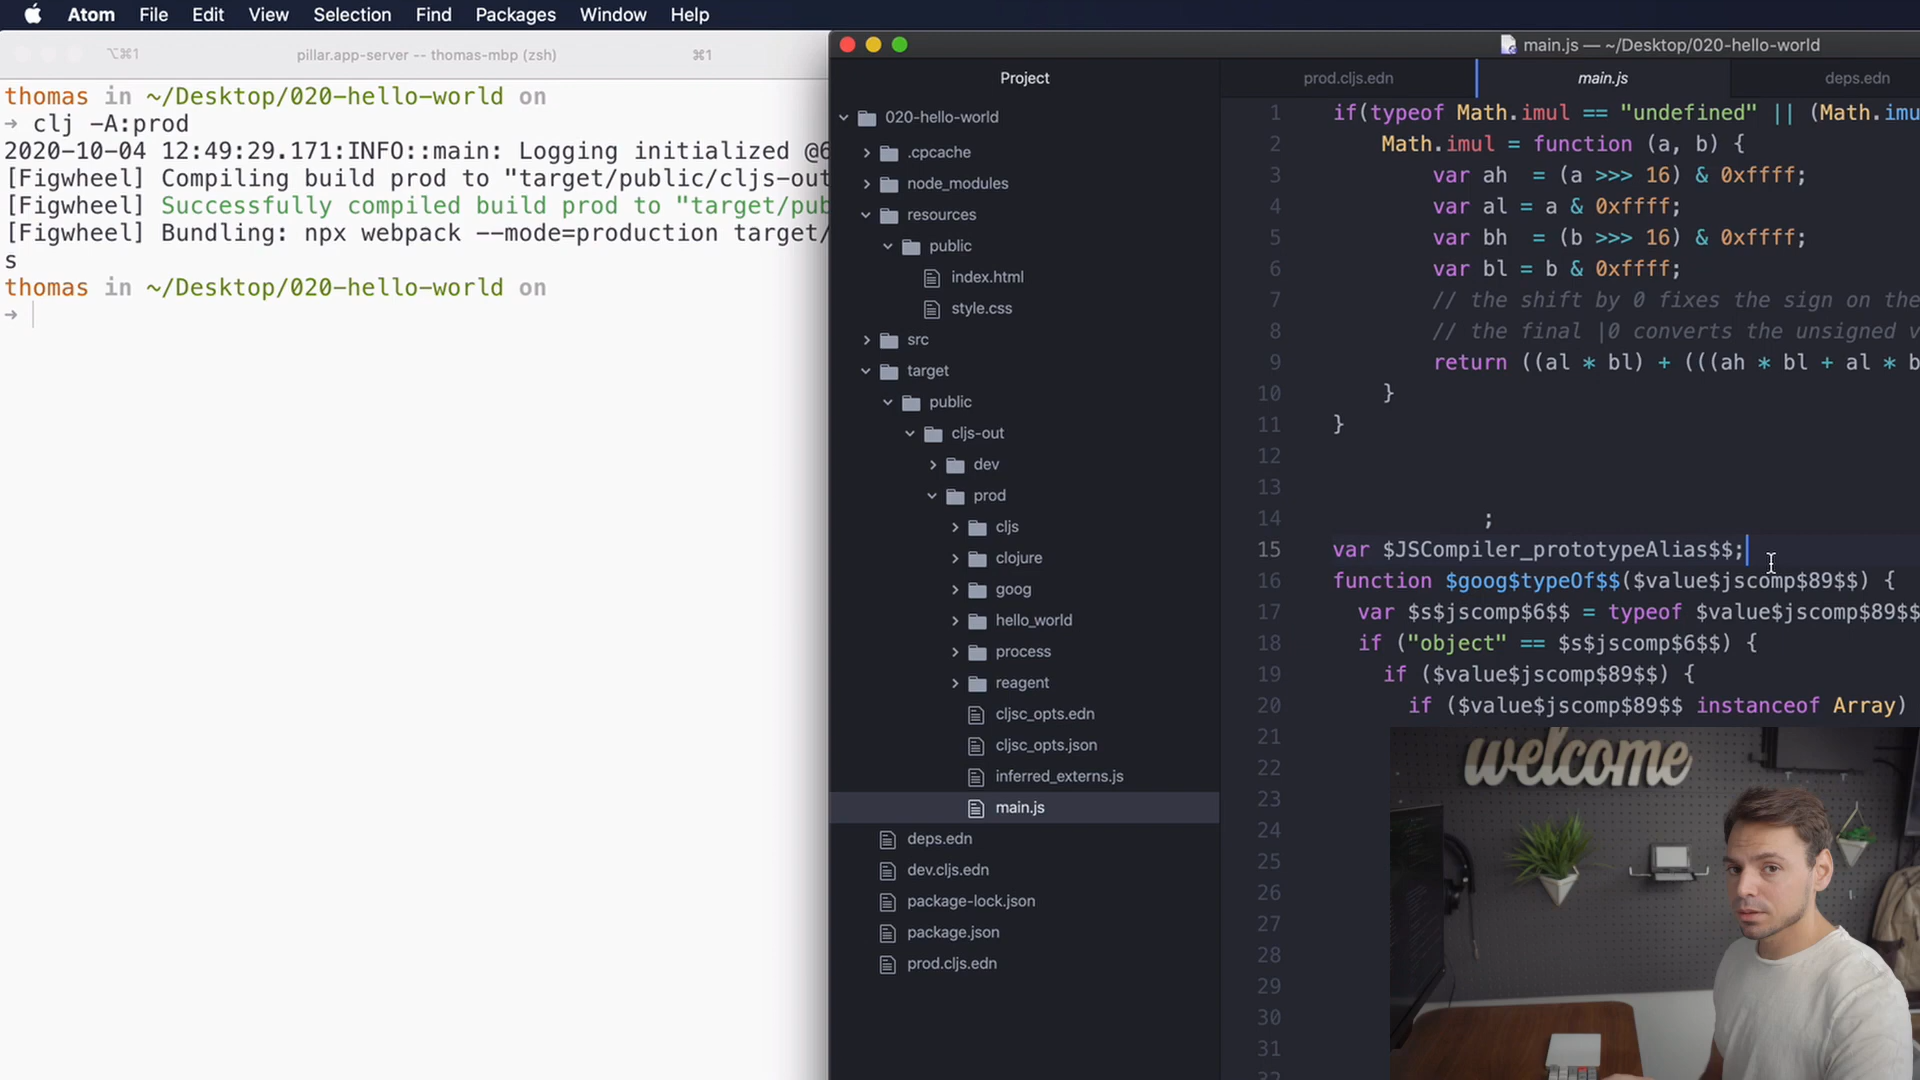 Atom File Edit View Selection Find Packages Window Help
⌥⌘1 pillar.app-server -- thomas-mbp (zsh) ⌘1
thomas in ~/Desktop/020-hello-world on
➜ clj -A:prod
2020-10-04 12:49:29.171:INFO::main: Logging initialized @6
[Figwheel] Compiling build prod to "target/public/cljs-out
[Figwheel] Successfully compiled build prod to "target/pub
[Figwheel] Bundling: npx webpack --mode=production target/
s
thomas in ~/Desktop/020-hello-world on
➜
main.js — ~/Desktop/020-hello-world
Project
020-hello-world
.cpcache
node_modules
resources
public
index.html
style.css
src
target
public
cljs-out
dev
prod
cljs
clojure
goog
hello_world
process
reagent
cljsc_opts.edn
cljsc_opts.json
inferred_externs.js
main.js
deps.edn
dev.cljs.edn
package-lock.json
package.json
prod.cljs.edn
prod.cljs.edn main.js deps.edn
1 if(typeof Math.imul == "undefined" || (Math.imu
2 Math.imul = function (a, b) {
3 var ah = (a >>> 16) & 0xffff;
4 var al = a & 0xffff;
5 var bh = (b >>> 16) & 0xffff;
6 var bl = b & 0xffff;
7 // the shift by 0 fixes the sign on the
8 // the final |0 converts the unsigned v
9 return ((al * bl) + (((ah * bl + al * b
10 }
11 }
12
13
14 ;
15 var $JSCompiler_prototypeAlias$$;
16 function $goog$typeOf$$($value$jscomp$89$$) {
17 var $s$jscomp$6$$ = typeof $value$jscomp$89$$
18 if ("object" == $s$jscomp$6$$) {
19 if ($value$jscomp$89$$) {
20 if ($value$jscomp$89$$ instanceof Array)
21
22
23
24
25
26
27
28
29
30
31
32
welcome